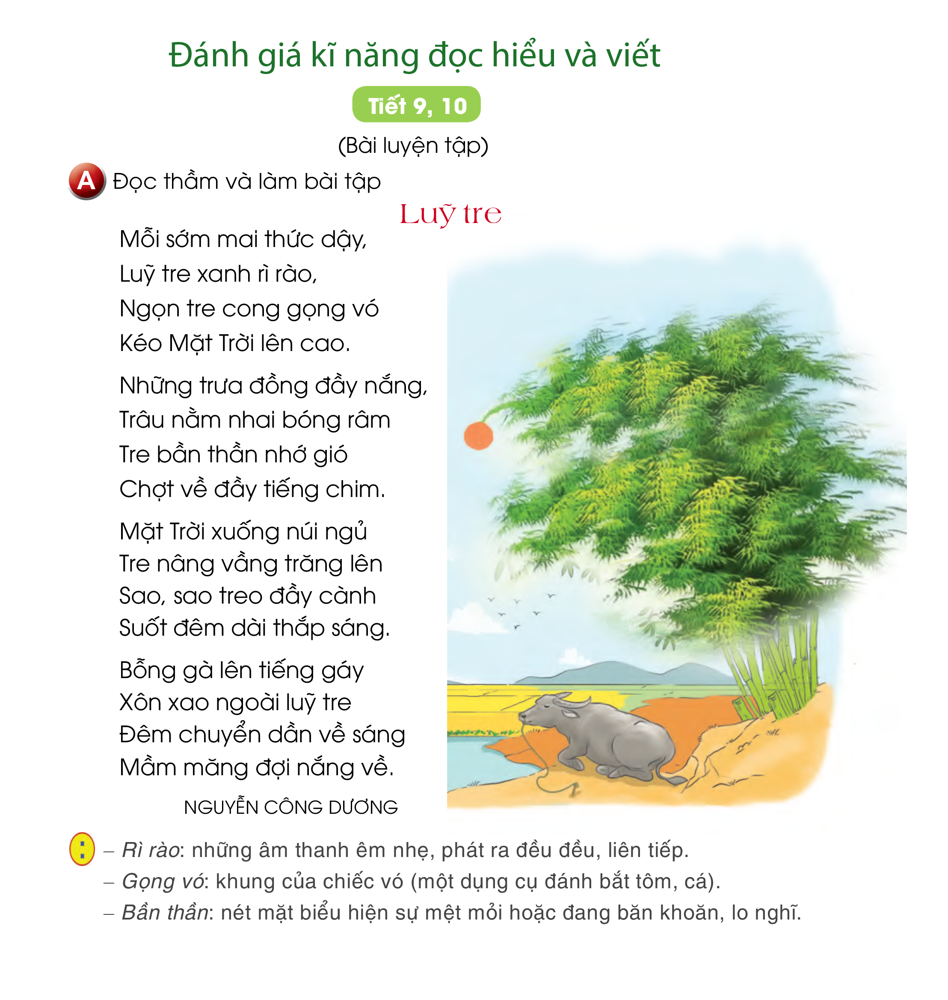 Đánh giá kĩ năng đọc hiểu và viết
Tiết 9, 10
(Bài luyện tập)
A Đọc thầm và làm bài tập
Luỹ tre
Mỗi sớm mai thức dậy,
Luỹ tre xanh rì rào,
Ngọn tre cong gọng vó
Kéo Mặt Trời lên cao.
Những trưa đồng đầy nắng,
Trâu nằm nhai bóng râm
Tre bần thần nhớ gió
Chợt về đầy tiếng chim.
Mặt Trời xuống núi ngủ
Tre nâng vầng trăng lên
Sao, sao treo đầy cành
Suốt đêm dài thắp sáng.
Bỗng gà lên tiếng gáy
Xôn xao ngoài luỹ tre
Đêm chuyển dần về sáng
Mầm măng đợi nắng về.
NGUYỄN CÔNG DƯƠNG
: – Rì rào: những âm thanh êm nhẹ, phát ra đều đều, liên tiếp.
– Gọng vó: khung của chiếc vó (một dụng cụ đánh bắt tôm, cá).
– Bần thần: nét mặt biểu hiện sự mệt mỏi hoặc đang băn khoăn, lo nghĩ.